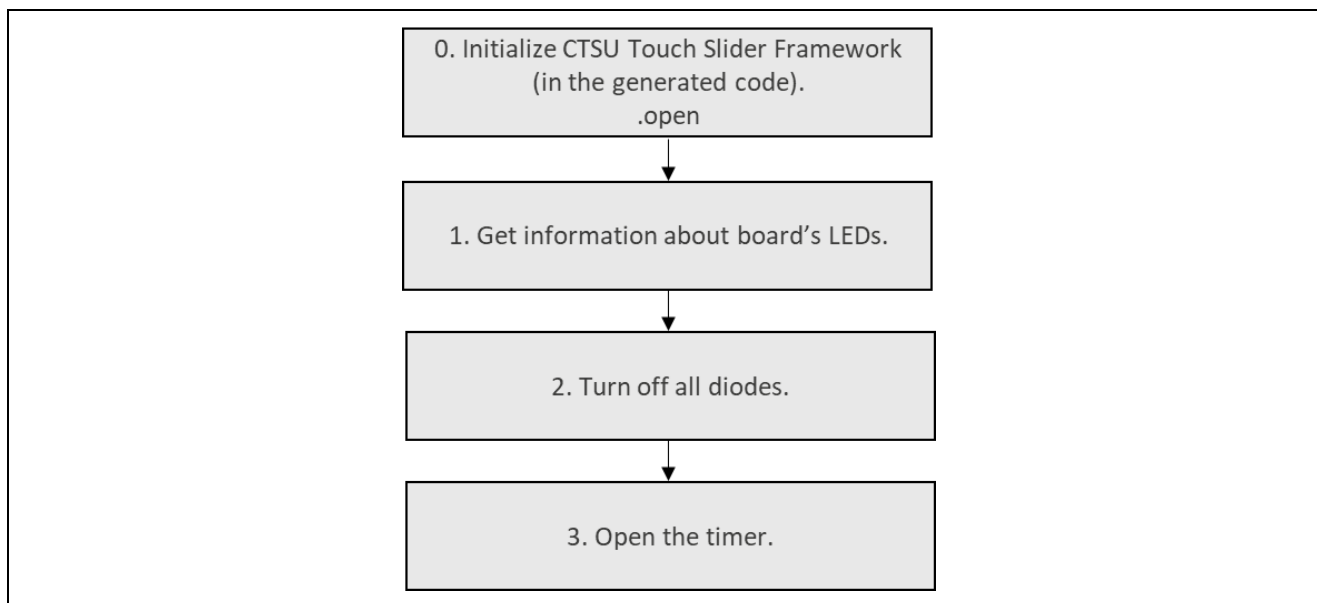 0. Initialize CTSU Touch Slider Framework
(in the generated code).
.open
1. Get information about board’s LEDs.
2. Turn off all diodes.
3. Open the timer.